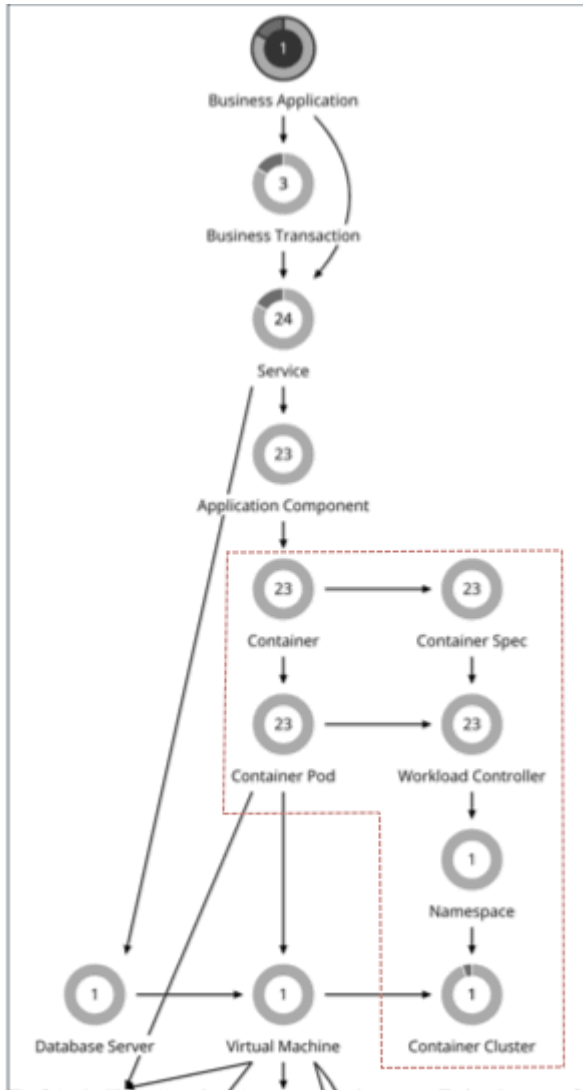 1
Business Application
3
Business Transaction
24
Service
23
Application Component
23 23
Container Container Spec
23 23
Container Pod Workload Controller
1
Namespace
1 1 1
Database Server Virtual Machine Container Cluster